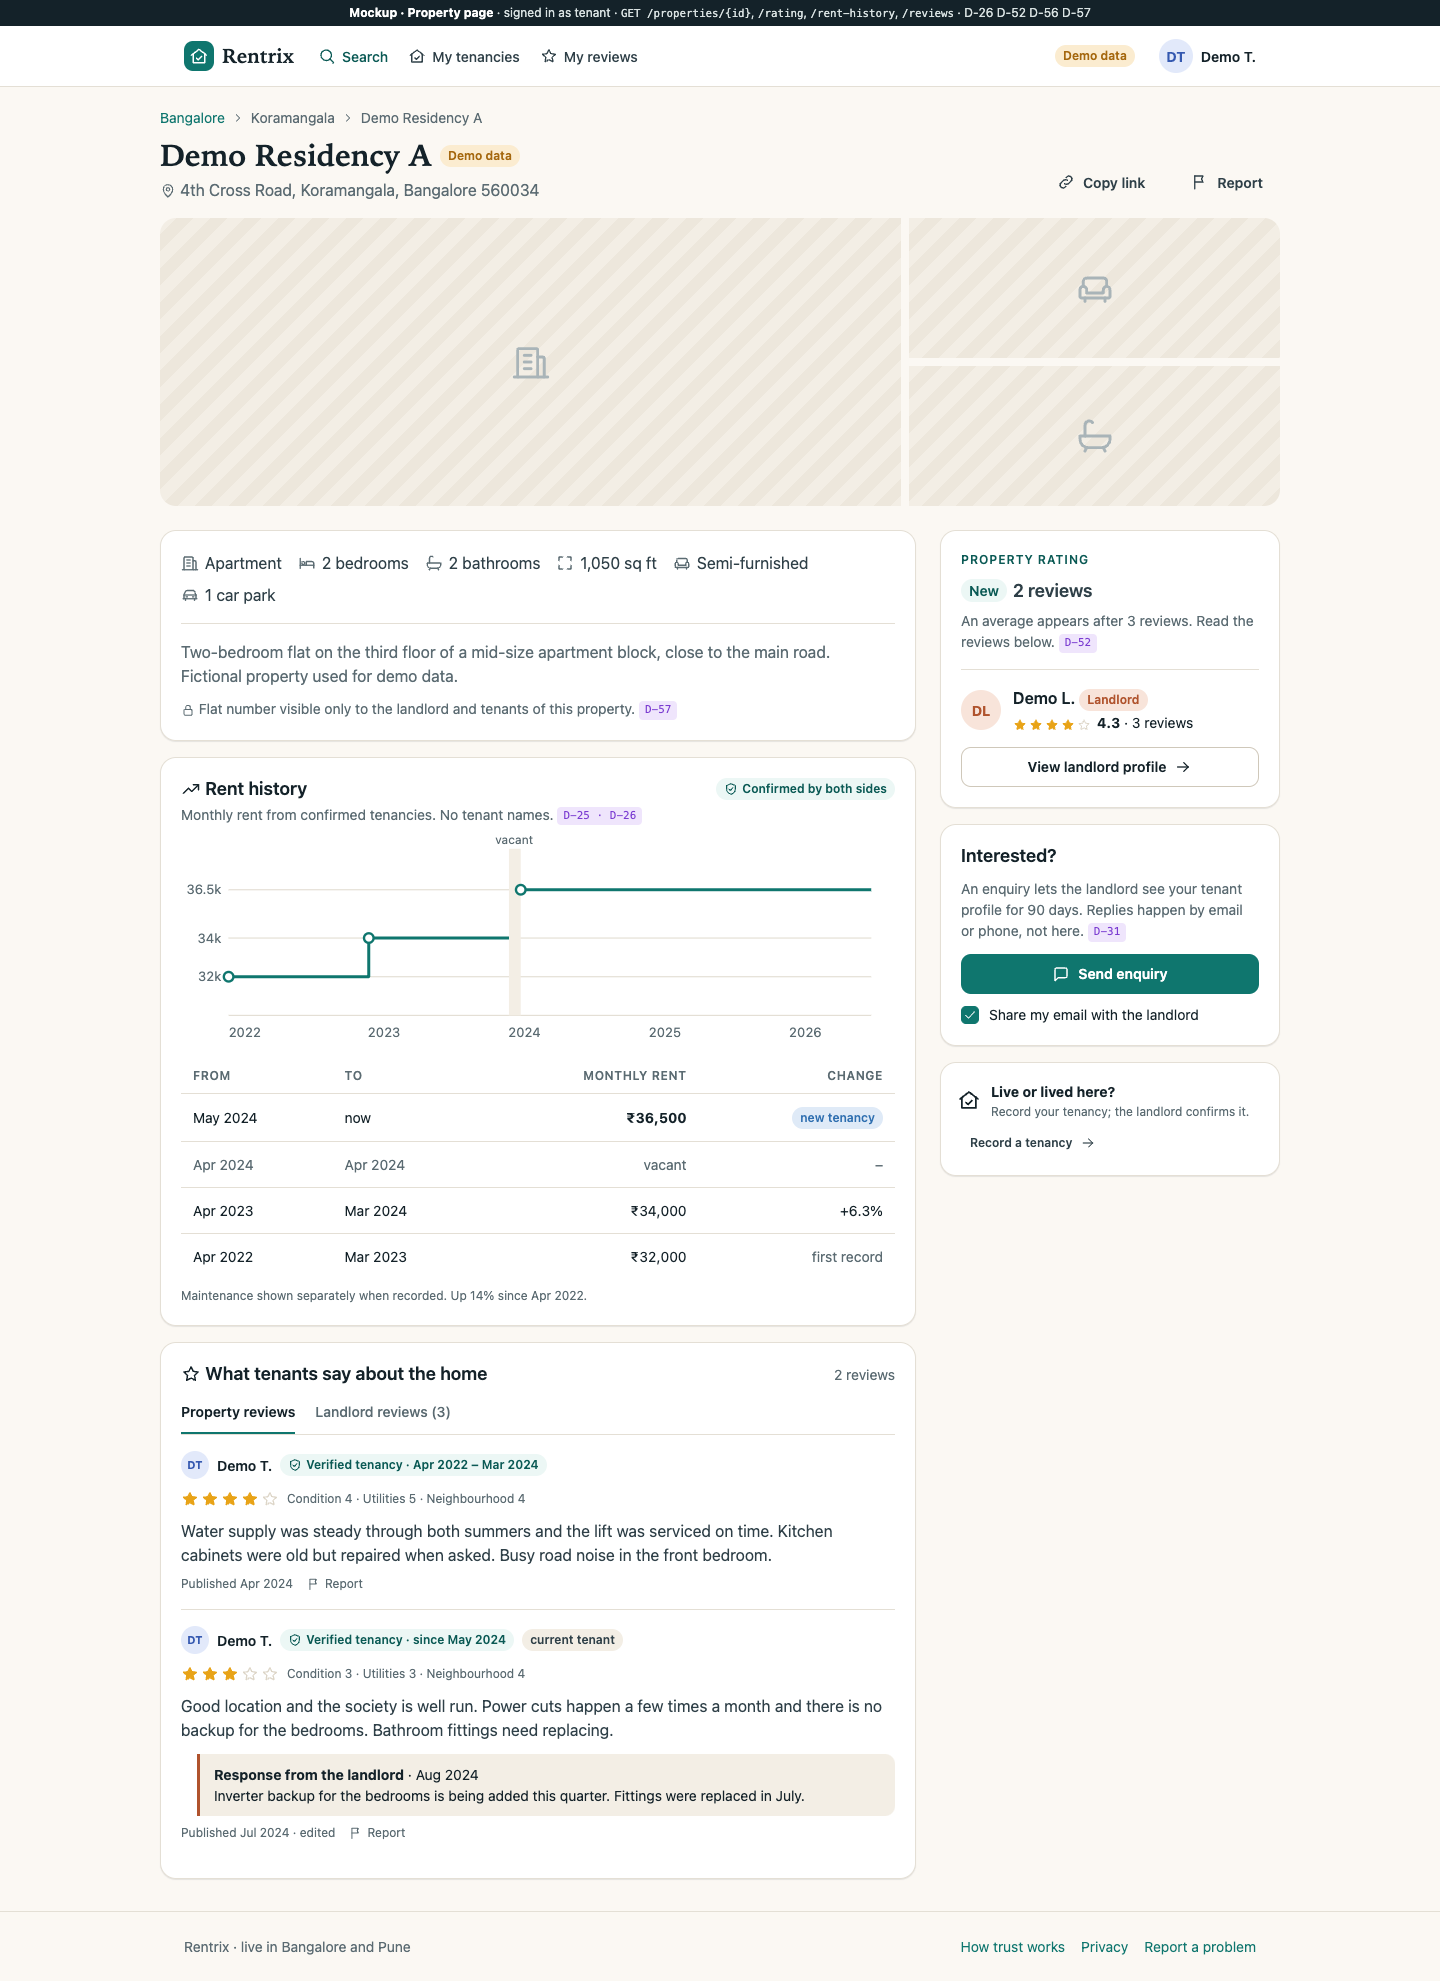 Mockup · Property page · signed in as tenant · GET /properties/{id}, /rating, /rent-history, /reviews · D-26 D-52 D-56 D-57
Rentrix
Search
My tenancies
My reviews
Demo data
DT
Demo T.
Bangalore > Koramangala > Demo Residency A
Demo Residency A
Demo data
4th Cross Road, Koramangala, Bangalore 560034
Copy link
Report
Apartment
2 bedrooms
2 bathrooms
1,050 sq ft
Semi-furnished
1 car park
Two-bedroom flat on the third floor of a mid-size apartment block, close to the main road.
Fictional property used for demo data.
Flat number visible only to the landlord and tenants of this property. D-57
Rent history
Confirmed by both sides
Monthly rent from confirmed tenancies. No tenant names. D-25 · D-26
vacant
36.5k
34k
32k
2022 2023 2024 2025 2026
FROM TO MONTHLY RENT CHANGE
May 2024 now ₹36,500 new tenancy
Apr 2024 Apr 2024 vacant –
Apr 2023 Mar 2024 ₹34,000 +6.3%
Apr 2022 Mar 2023 ₹32,000 first record
Maintenance shown separately when recorded. Up 14% since Apr 2022.
What tenants say about the home
2 reviews
Property reviews
Landlord reviews (3)
DT
Demo T.
Verified tenancy · Apr 2022 – Mar 2024
Condition 4 · Utilities 5 · Neighbourhood 4
Water supply was steady through both summers and the lift was serviced on time. Kitchen
cabinets were old but repaired when asked. Busy road noise in the front bedroom.
Published Apr 2024
Report
DT
Demo T.
Verified tenancy · since May 2024
current tenant
Condition 3 · Utilities 3 · Neighbourhood 4
Good location and the society is well run. Power cuts happen a few times a month and there is no
backup for the bedrooms. Bathroom fittings need replacing.
Response from the landlord · Aug 2024
Inverter backup for the bedrooms is being added this quarter. Fittings were replaced in July.
Published Jul 2024 · edited
Report
PROPERTY RATING
New
2 reviews
An average appears after 3 reviews. Read the
reviews below. D-52
DL
Demo L.
Landlord
4.3 · 3 reviews
View landlord profile
Interested?
An enquiry lets the landlord see your tenant
profile for 90 days. Replies happen by email
or phone, not here. D-31
Send enquiry
Share my email with the landlord
Live or lived here?
Record your tenancy; the landlord confirms it.
Record a tenancy
Rentrix · live in Bangalore and Pune
How trust works
Privacy
Report a problem